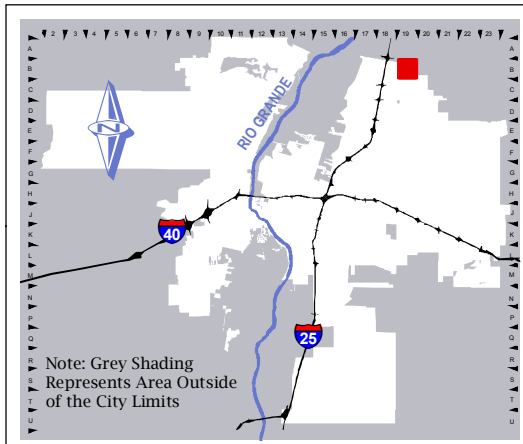 2 3 4 5 6 7 8 9 10 11 12 13 14 15 16 17 18 19 20 21 22 23
A
B
C
D
E
F
G
H
J
K
L
M
N
P
Q
R
S
T
U
N
RIO GRANDE
40
25
Note: Grey Shading
Represents Area Outside
of the City Limits
A
B
C
D
E
F
G
H
J
K
L
M
N
P
Q
R
S
T
U